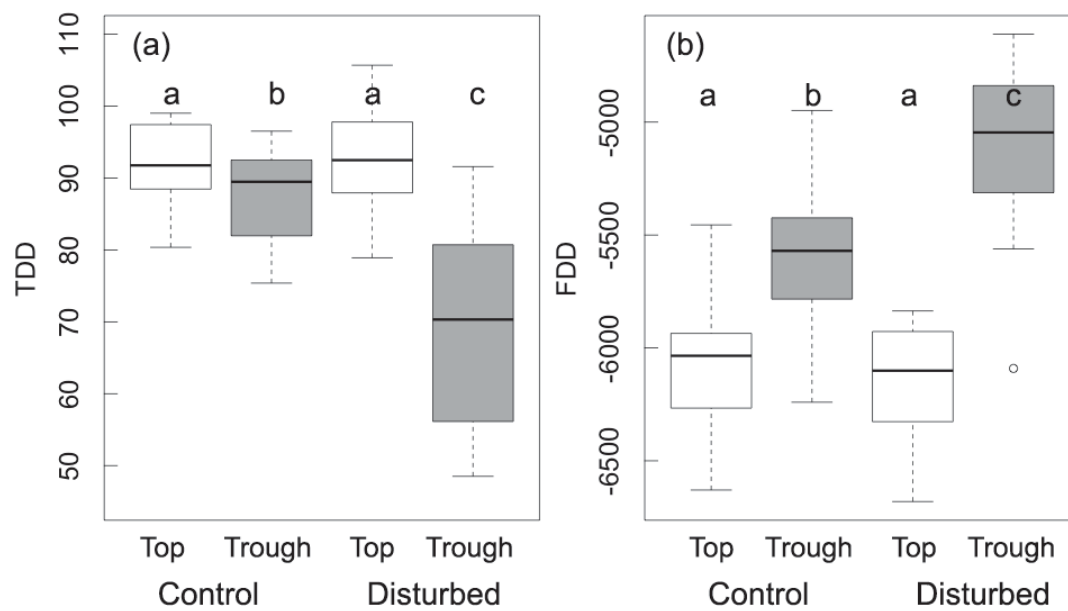 (a)
a b a c
TDD
110
100
90
80
70
60
50
Top Trough Top Trough
Control Disturbed
(b)
a b a c
FDD
-5000
-5500
-6000
-6500
Top Trough Top Trough
Control Disturbed